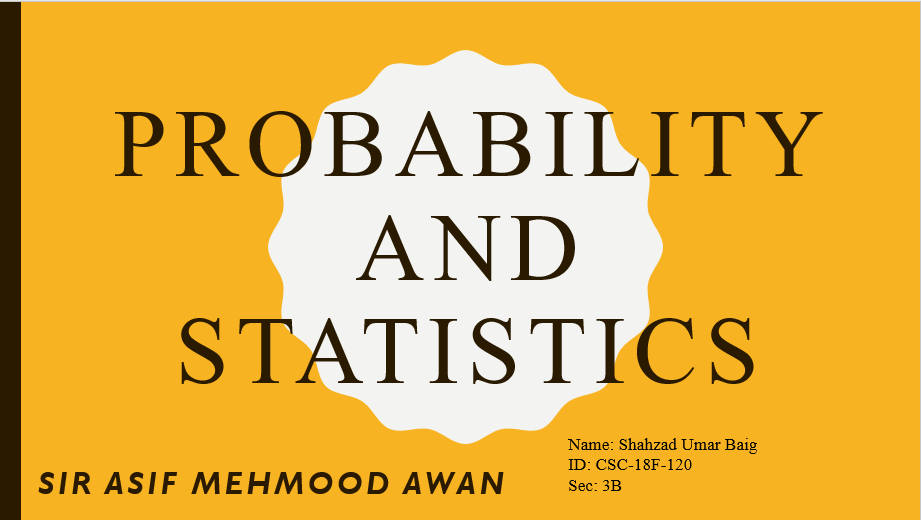 PROBABILITY
AND
STATISTICS
SIR ASIF MEHMOOD AWAN
Name: Shahzad Umar Baig
ID: CSC-18F-120
Sec: 3B